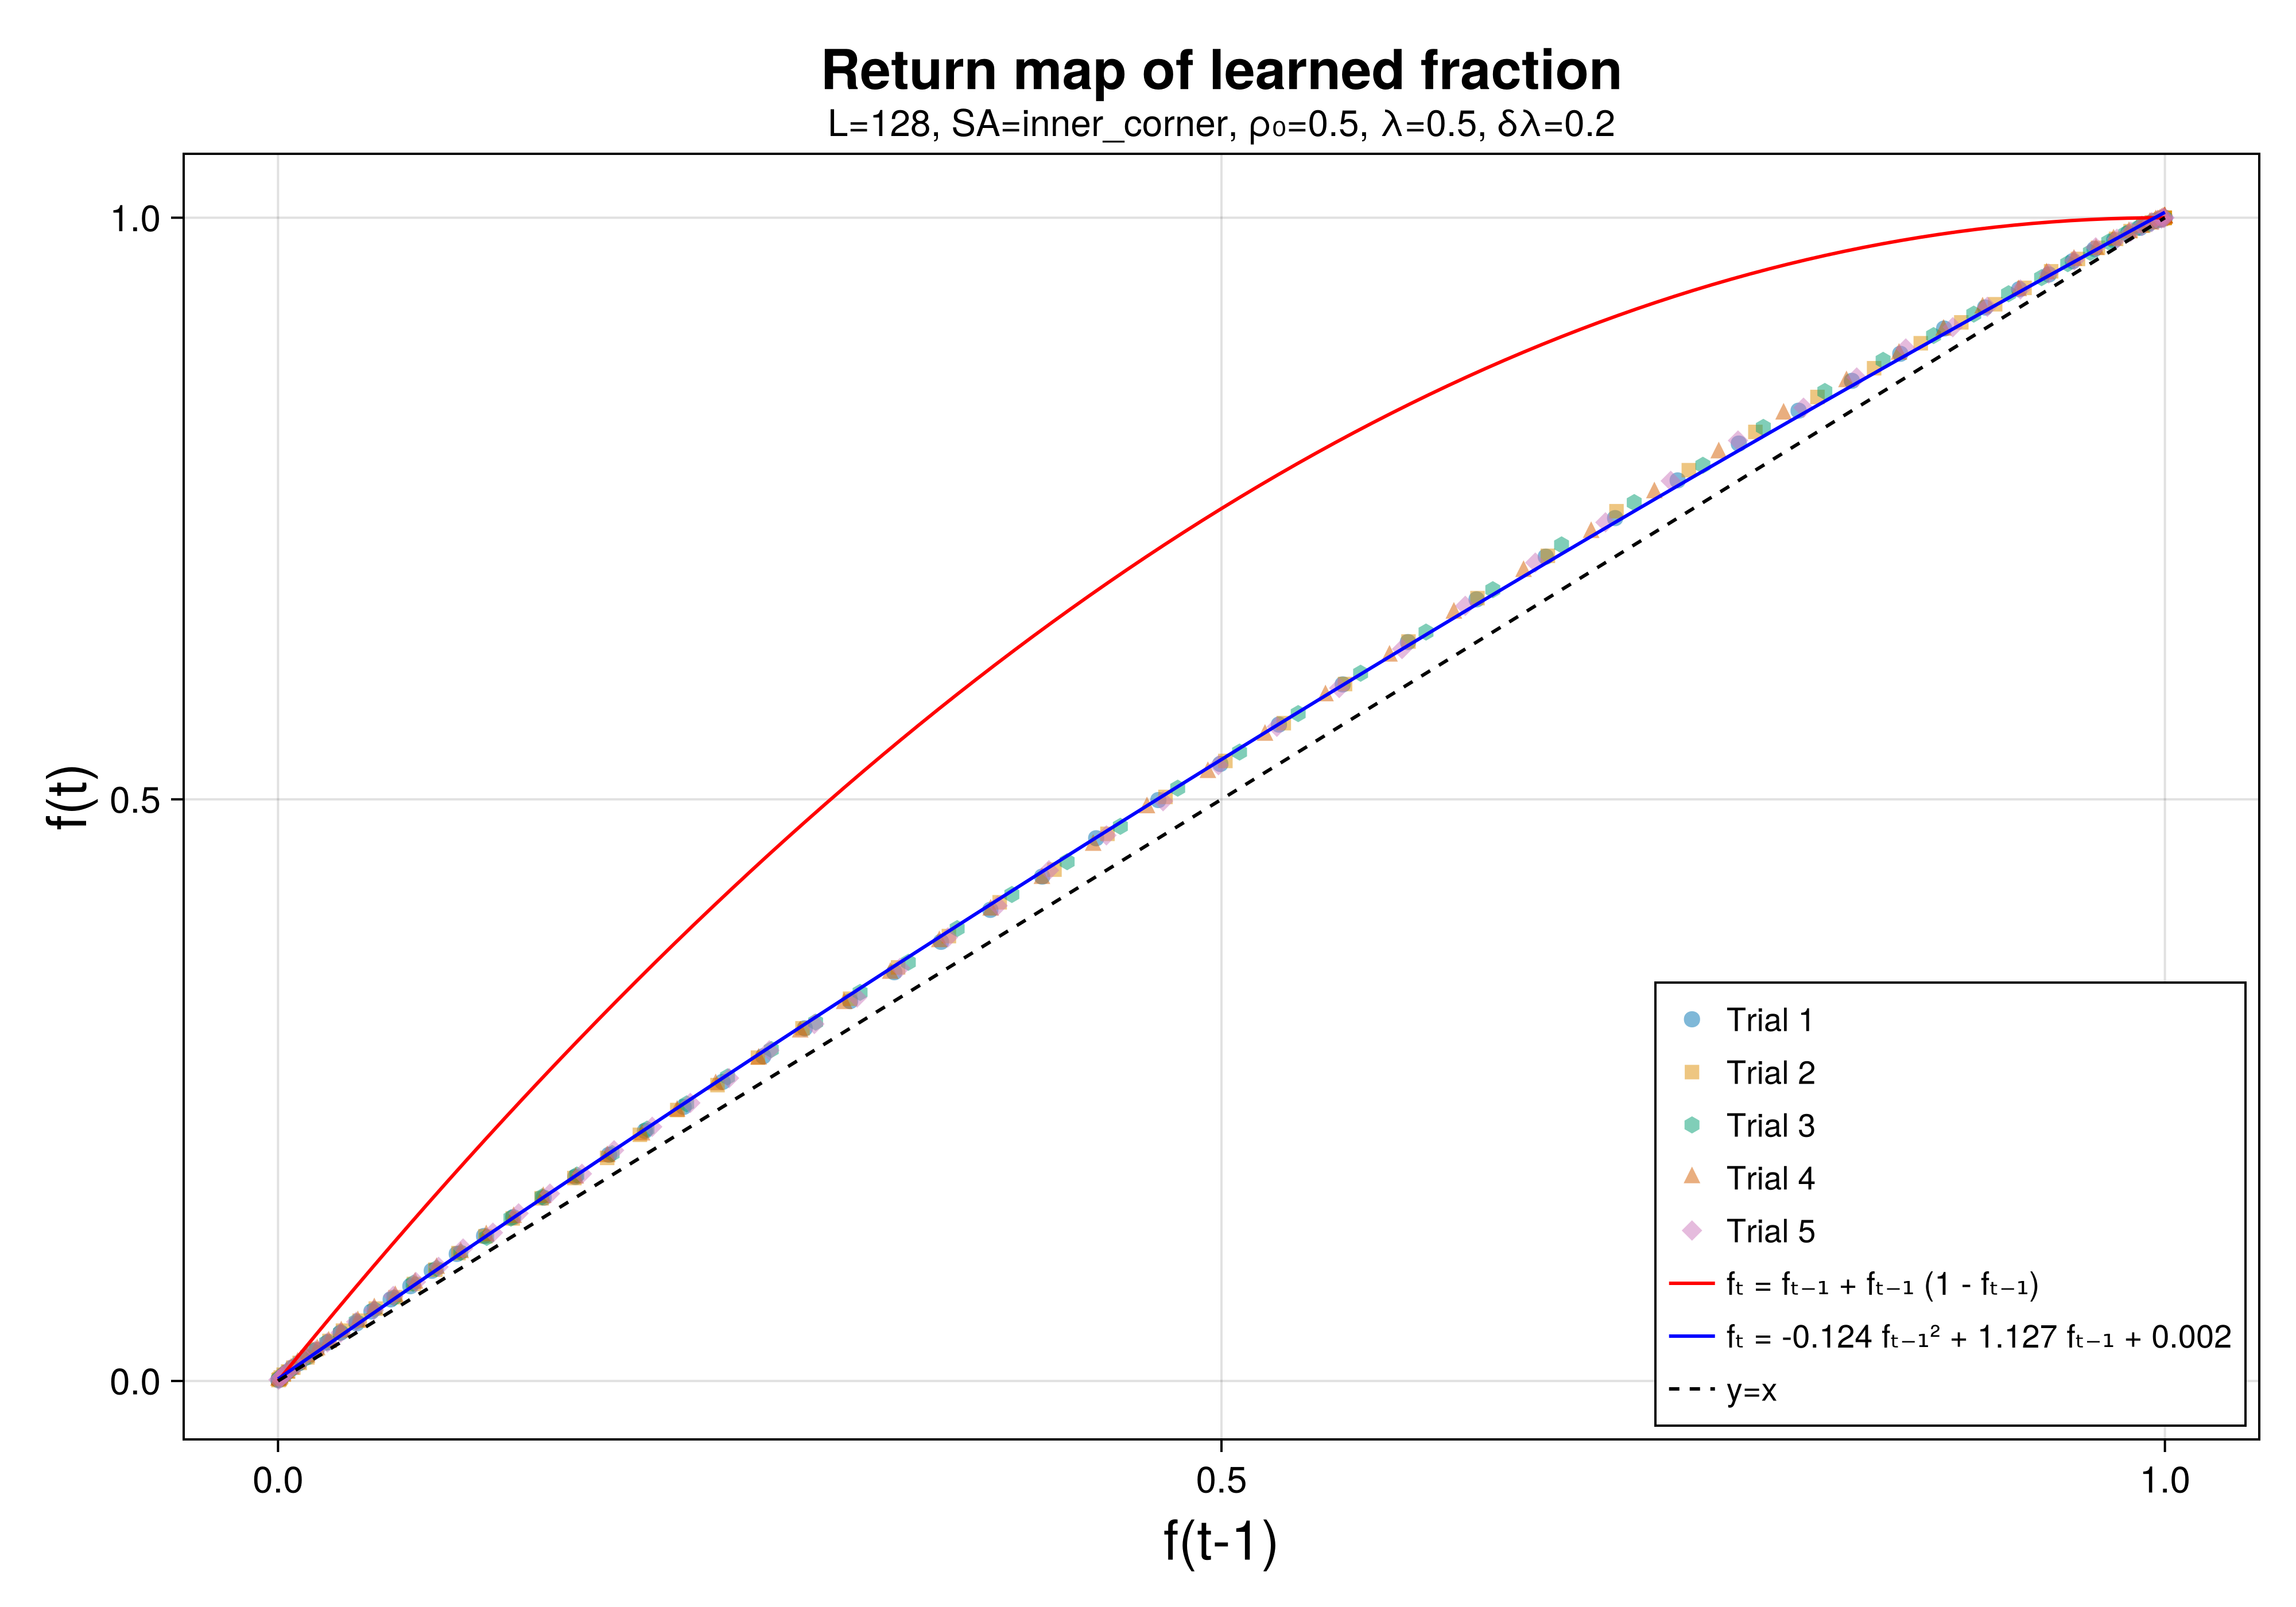 Return map of learned fraction
L=128, SA=inner_corner, ρ₀=0.5, λ=0.5, δλ=0.2
f(t)
1.0
0.5
0.0
0.0
0.5
1.0
f(t-1)
Trial 1
Trial 2
Trial 3
Trial 4
Trial 5
fₜ = fₜ₋₁ + fₜ₋₁ (1 - fₜ₋₁)
fₜ = -0.124 fₜ₋₁² + 1.127 fₜ₋₁ + 0.002
y=x